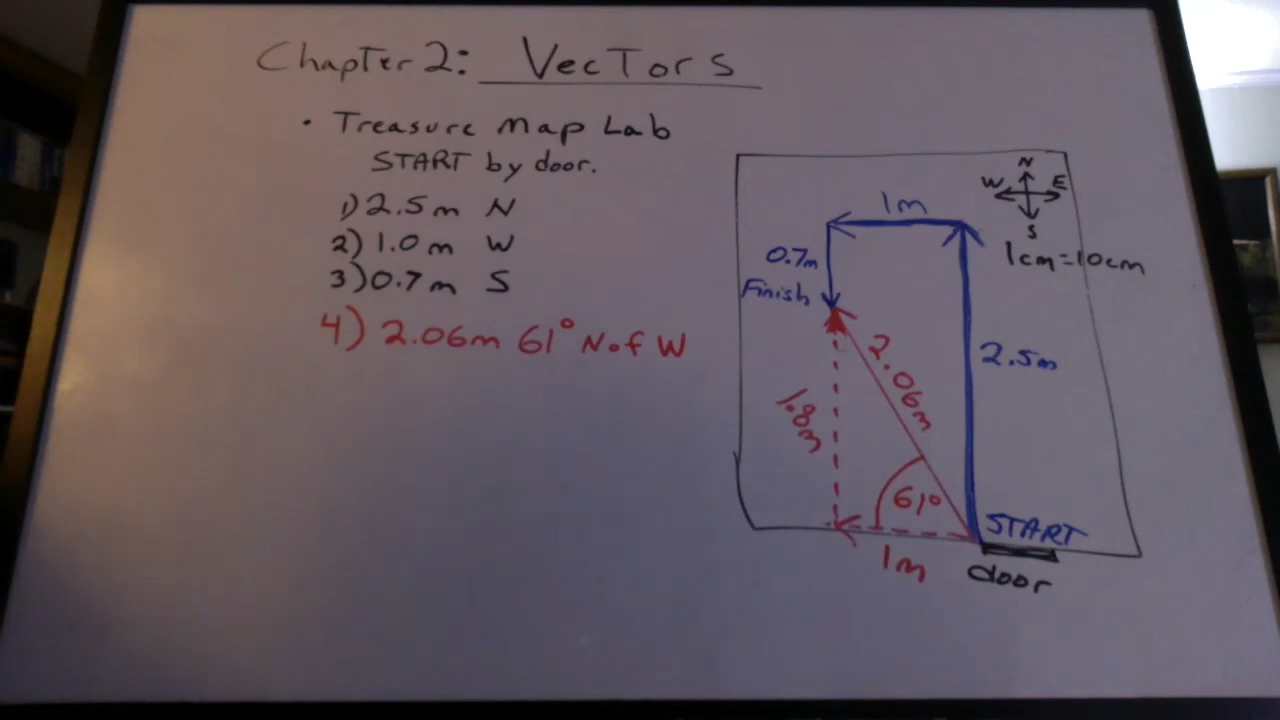 Chapter 2: Vectors
• Treasure Map Lab
START by door.
1) 2.5m N
2) 1.0m W
3) 0.7m S
4) 2.06m 61° N of W
N
W E
S
1cm=10cm
1m
0.7m
Finish
2.5m
2.06m
1.8m
61°
START
1m
door